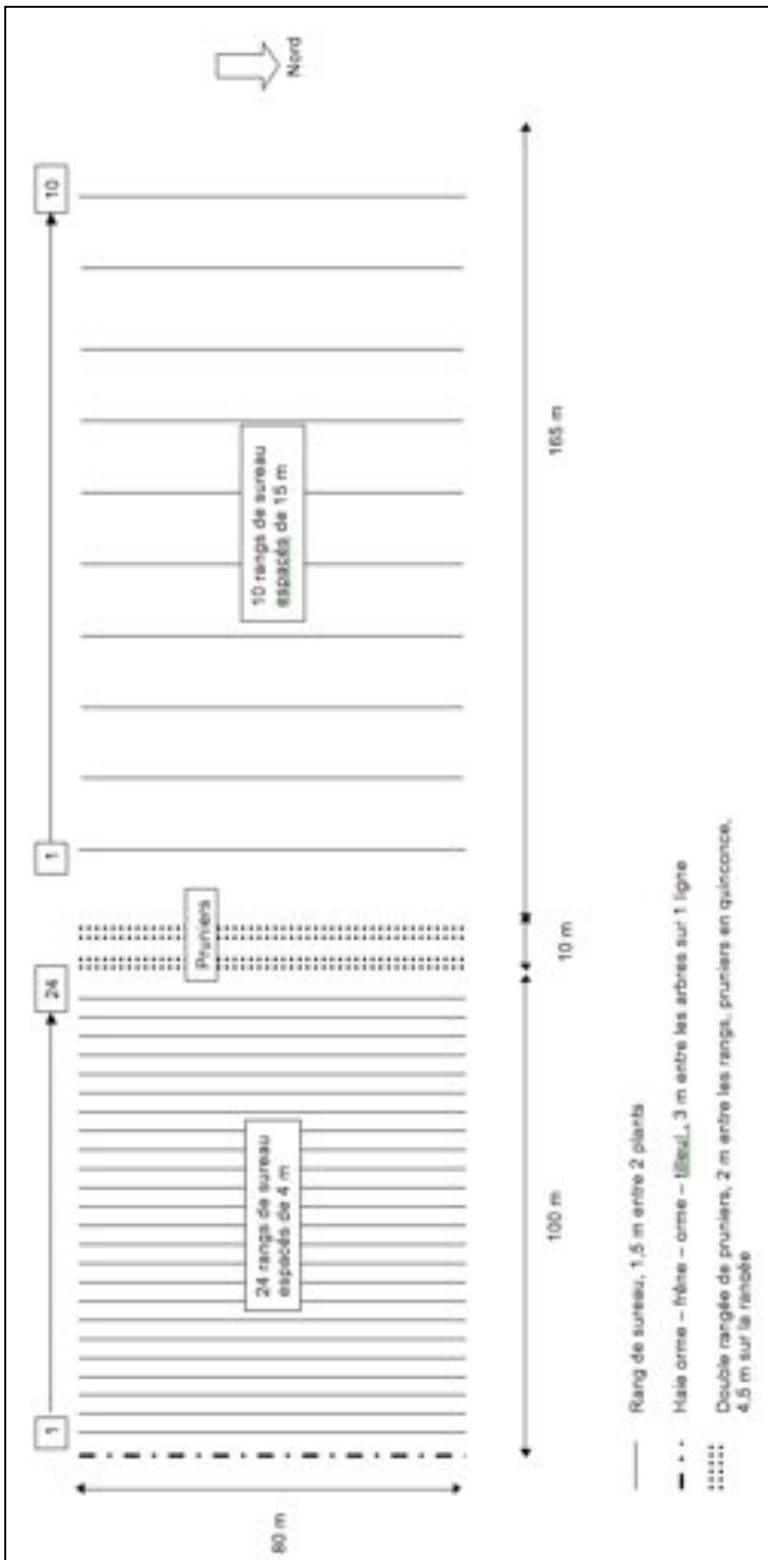 1
24
1
10
Nord
24 rangs de sureau
espacés de 4 m
Pruniers
10 rangs de sureau
espacés de 15 m
80 m
100 m
10 m
165 m
Rang de sureau, 1,5 m entre 2 plants
Haie orme – frêne – orme – tilleul , 3 m entre les arbres sur 1 ligne
Double rangée de pruniers, 2 m entre les rangs, pruniers en quinconce,
4,5 m sur la rangée